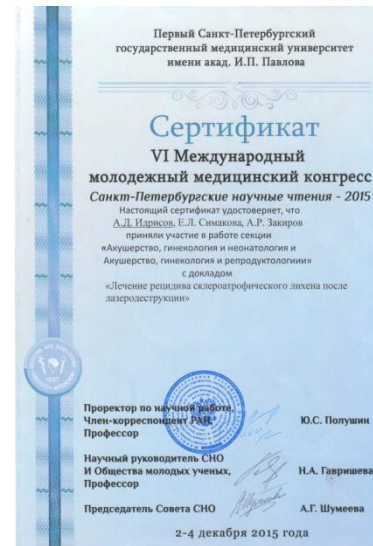 Первый Санкт-Петербургский
государственный медицинский университет
имени акад. И.П. Павлова
Сертификат
VI Международный
молодежный медицинский конгресс
Санкт-Петербургские научные чтения - 2015
Настоящий сертификат удостоверяет, что
А.Д. Идрисов, Е.Л. Симакова, А.Р. Закиров
приняли участие в работе секции
«Акушерство, гинекология и неонатология и
Акушерство, гинекология и репродуктологиии»
с докладом
«Лечение рецидива склероатрофического лихена после
лазеродеструкции»
1897
Проректор по научной работе,
Член-корреспондент РАН,
Профессор
Ю.С. Полушин
Научный руководитель СНО
И Общества молодых ученых,
Профессор
Н.А. Гавришева
Председатель Совета СНО
А.Г. Шумеева
2-4 декабря 2015 года